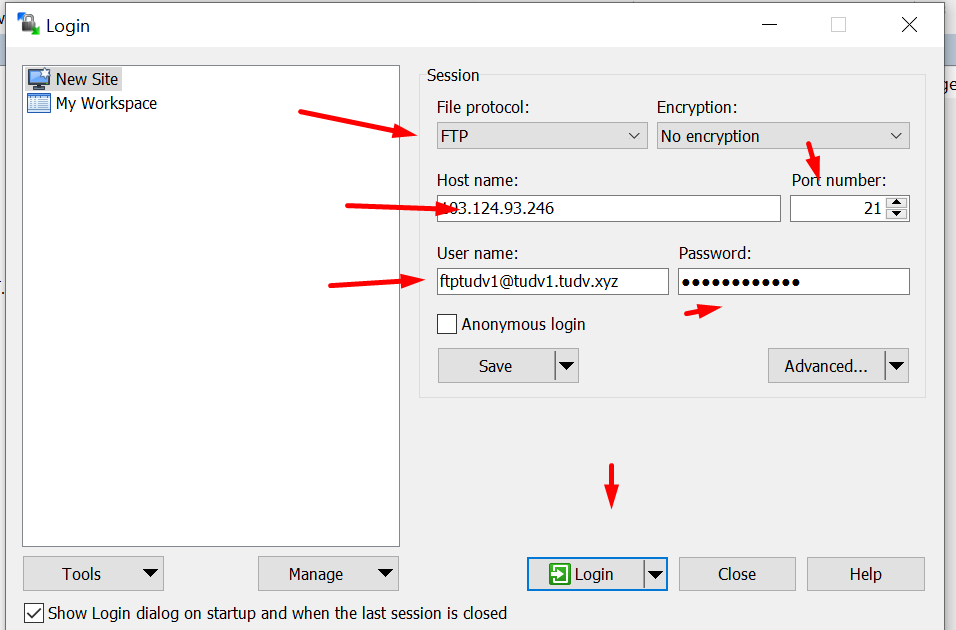 Login
New Site
My Workspace
Session
File protocol:
Encryption:
FTP
No encryption
Host name:
Port number:
103.124.93.246
21
User name:
Password:
ftptudv1@tudv1.tudv.xyz
Anonymous login
Save
Advanced...
Tools
Manage
Login
Close
Help
Show Login dialog on startup and when the last session is closed